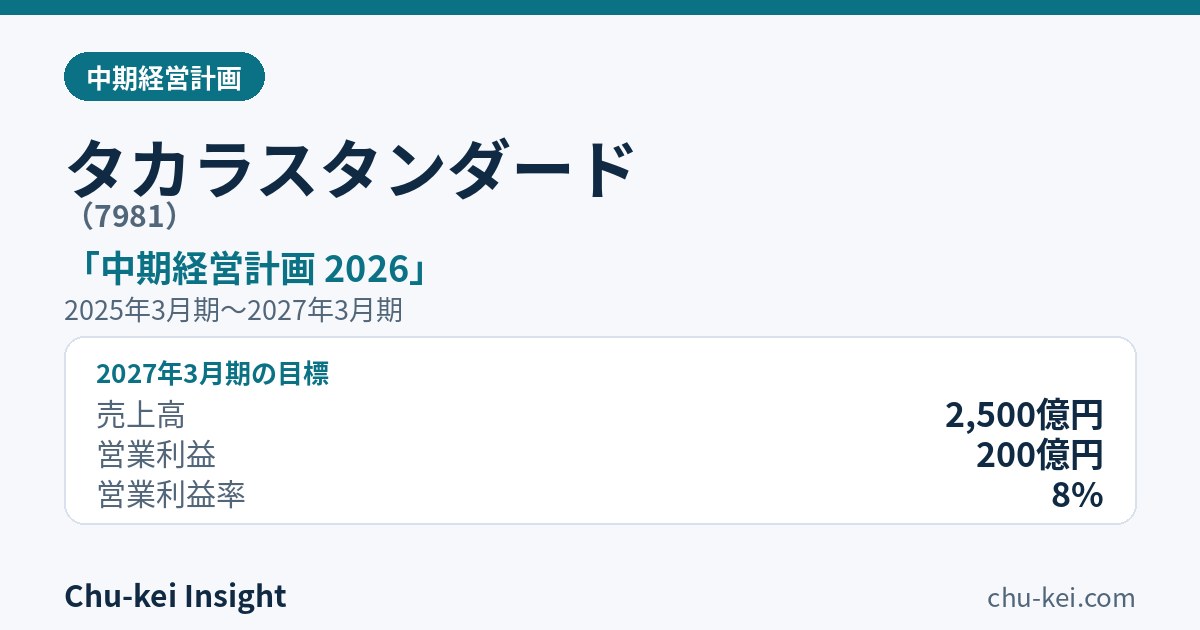 中期経営計画
タカラスタンダード
（7981）
「中期経営計画 2026」
2025年3月期～2027年3月期
2027年3月期の目標
売上高 2,500億円
営業利益 200億円
営業利益率 8%
Chu-kei Insight chu-kei.com